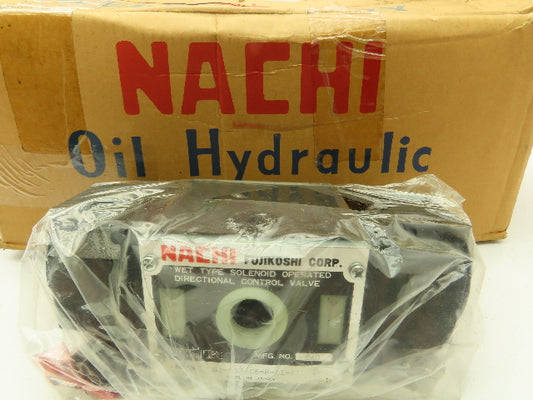 NACHI
Oil Hydraulic
NACHI FUJIKOSHI CORP.
WET TYPE SOLENOID OPERATED
DIRECTIONAL CONTROL VALVE
MFG. NO.